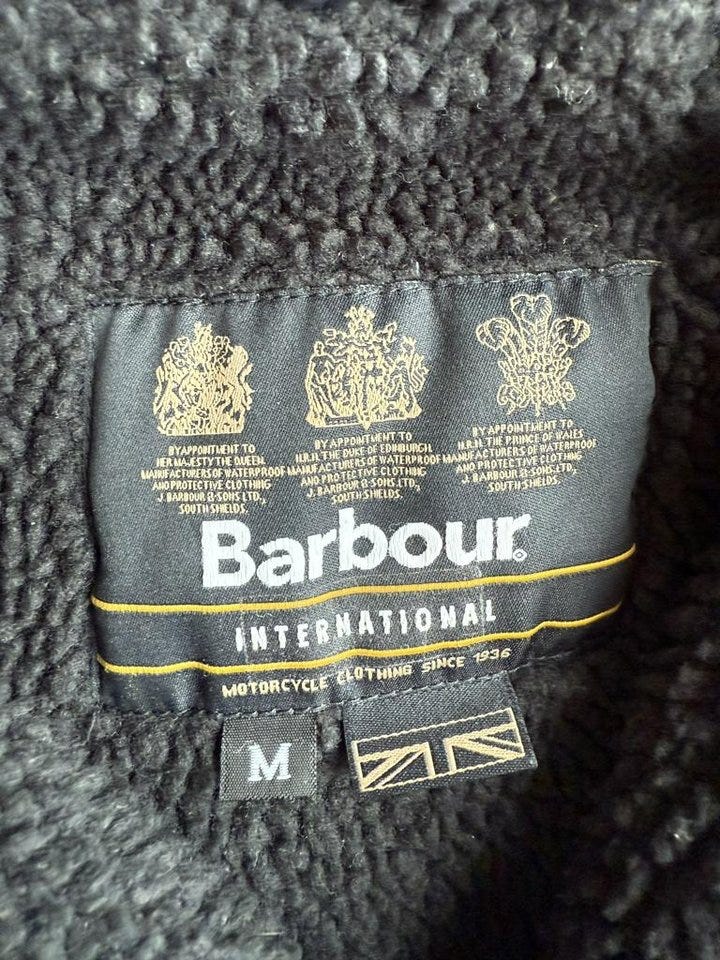 BY APPOINTMENT TO
HER MAJESTY THE QUEEN
MANUFACTURERS OF WATERPROOF
AND PROTECTIVE CLOTHING
J. BARBOUR & SONS LTD.,
SOUTH SHIELDS.
BY APPOINTMENT TO
H.R.H. THE DUKE OF EDINBURGH
MANUFACTURERS OF WATERPROOF
AND PROTECTIVE CLOTHING
J. BARBOUR & SONS LTD.,
SOUTH SHIELDS.
BY APPOINTMENT TO
H.R.H. THE PRINCE OF WALES
MANUFACTURERS OF WATERPROOF
AND PROTECTIVE CLOTHING
J. BARBOUR & SONS LTD.,
SOUTH SHIELDS.
Barbour®
INTERNATIONAL
MOTORCYCLE CLOTHING SINCE 1936
M